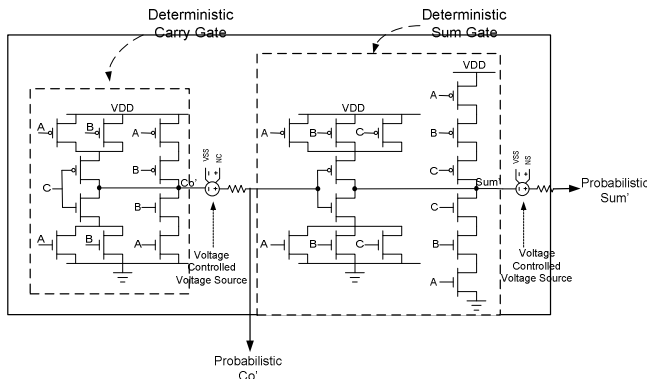 Deterministic
Carry Gate
Deterministic
Sum Gate
VDD
VDD
VDD
A
B
A
A
B
C
A
B
B
C
C
Co'
VSS
NC
Sum'
VSS
NS
Probabilistic
Sum'
B
C
A
B
A
A
B
C
B
A
Voltage
Controlled
Voltage Source
Voltage
Controlled
Voltage Source
Probabilistic
Co'